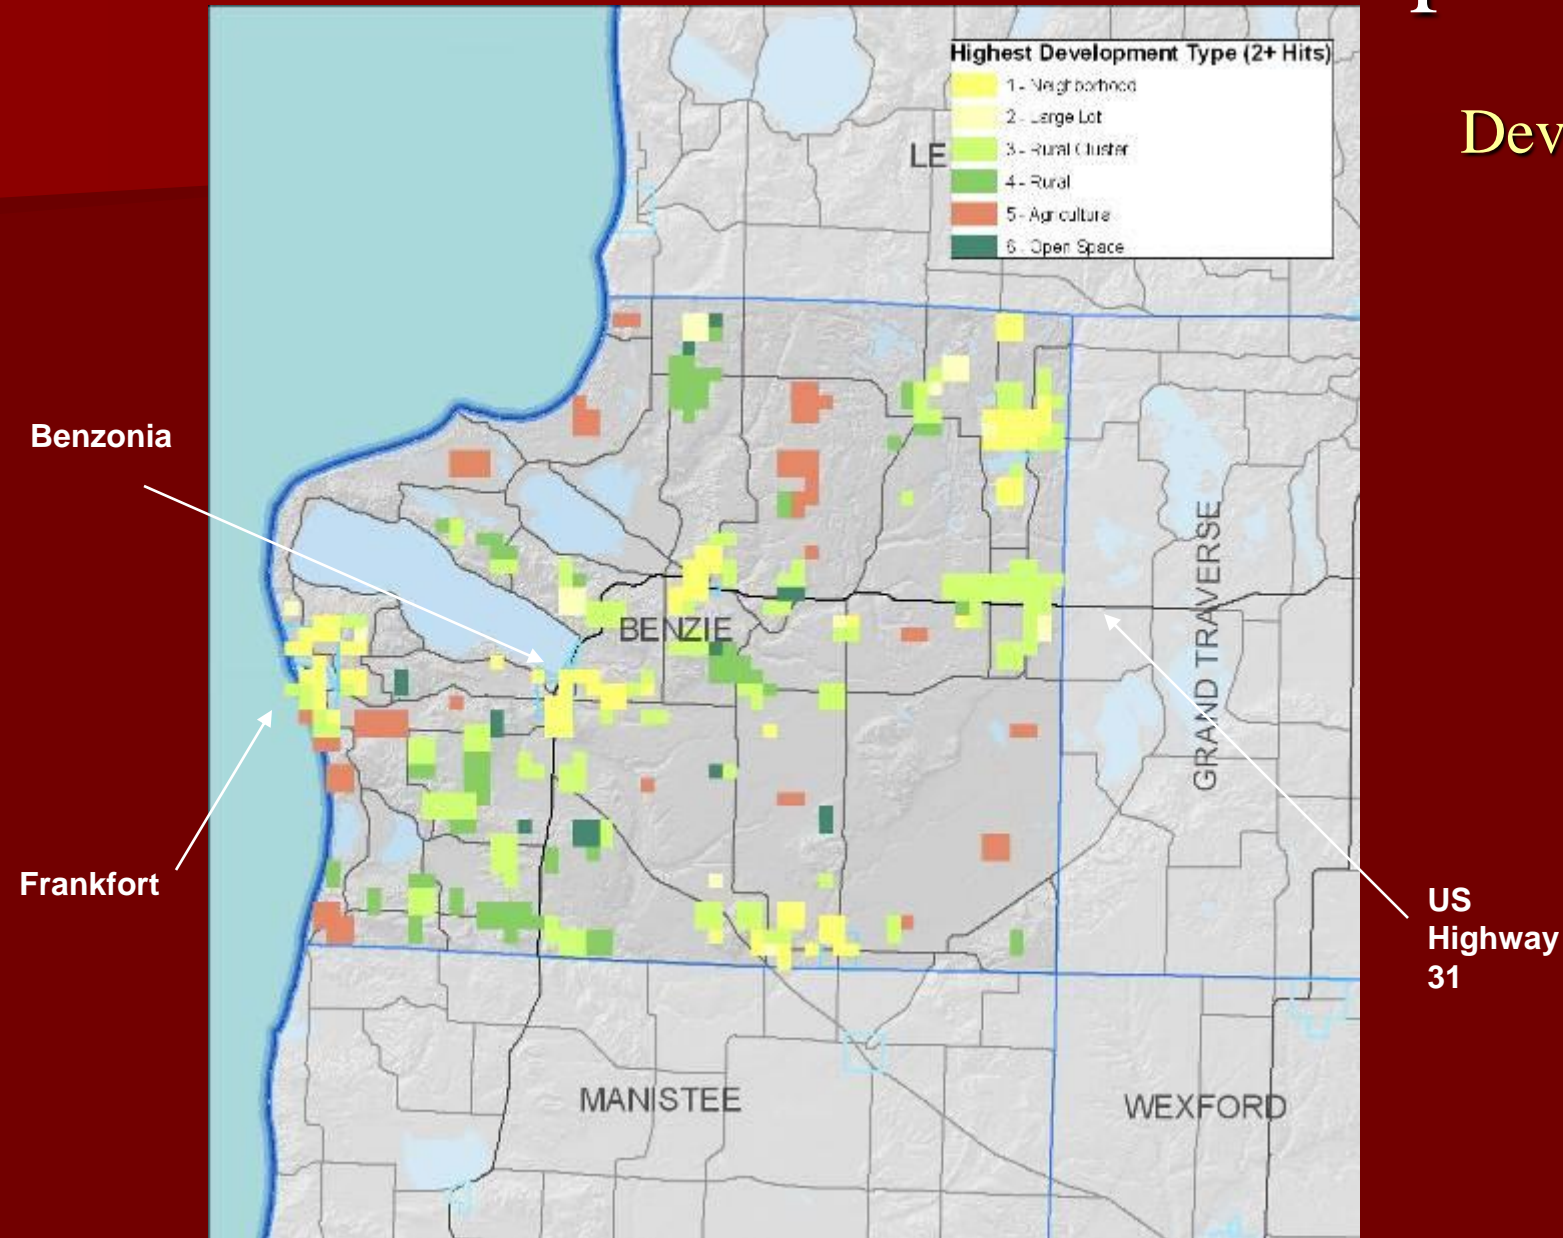 Dev
Highest Development Type (2+ Hits)
1 - Neighborhood
2 - Large Lot
3 - Rural Cluster
4 - Rural
5 - Agricultural
6 - Open Space
LE
Benzonia
BENZIE
GRAND TRAVERSE
Frankfort
US
Highway
31
MANISTEE
WEXFORD